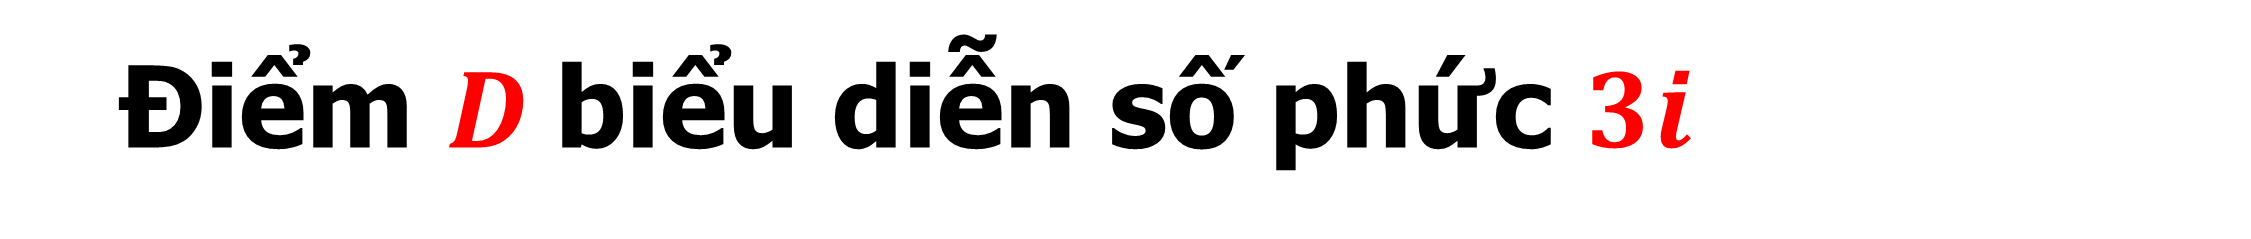 Điểm D biểu diễn số phức 3i